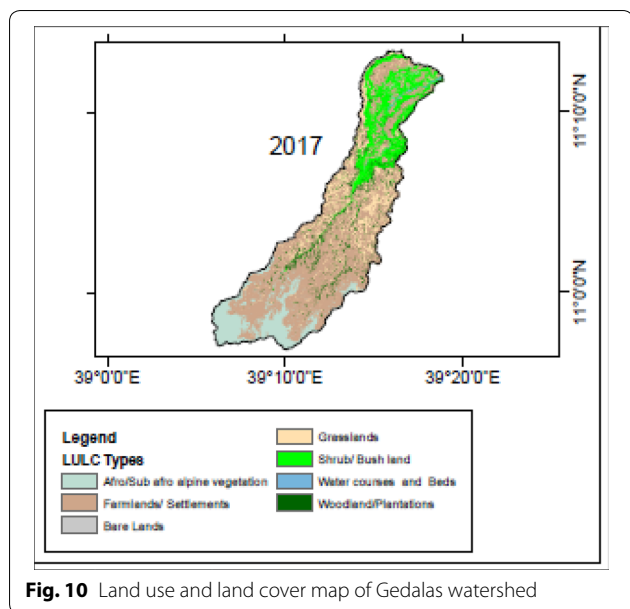 2017
11°10'0"N
11°0'0"N
39°0'0"E 39°10'0"E 39°20'0"E
Legend
LULC Types
Afro/Sub afro alpine vegetation
Farmlands/ Settlements
Bare Lands
Grasslands
Shrub/ Bush land
Water courses and Beds
Woodland/Plantations
Fig. 10 Land use and land cover map of Gedalas watershed